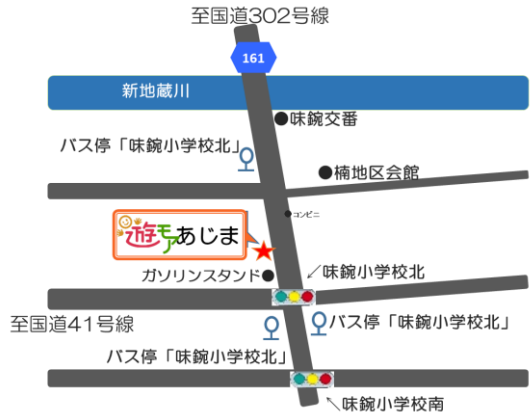 至国道302号線
161
新地蔵川
味鋺交番
バス停「味鋺小学校北」
楠地区会館
コンビニ
遊モアあじま
ガソリンスタンド
味鋺小学校北
至国道41号線
バス停「味鋺小学校北」
バス停「味鋺小学校北」
味鋺小学校南